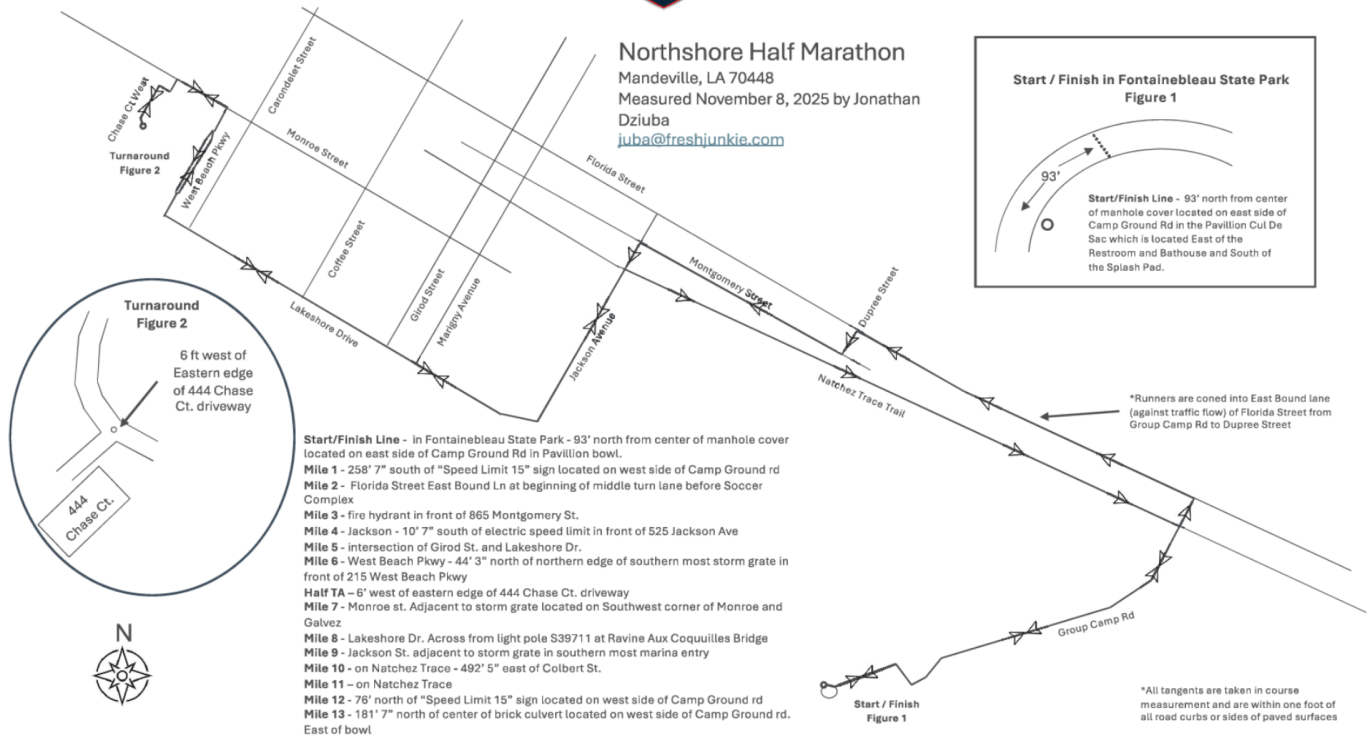 Northshore Half Marathon
Mandeville, LA 70448
Measured November 8, 2025 by Jonathan
Dziuba
juba@freshjunkie.com
Start / Finish in Fontainebleau State Park
Figure 1
93’
Start/Finish Line - 93’ north from center
of manhole cover located on east side of
Camp Ground Rd in the Pavillion Cul De
Sac which is located East of the
Restroom and Bathouse and South of
the Splash Pad.
Chase Ct West
Turnaround
Figure 2
West Beach Pkwy
Carondelet Street
Monroe Street
Coffee Street
Girod Street
Marigny Avenue
Lakeshore Drive
Jackson Avenue
Florida Street
Montgomery Street
Dupree Street
Natchez Trace Trail
*Runners are coned into East Bound lane
(against traffic flow) of Florida Street from
Group Camp Rd to Dupree Street
Turnaround
Figure 2
6 ft west of
Eastern edge
of 444 Chase
Ct. driveway
444
Chase Ct.
N
Start/Finish Line - in Fontainebleau State Park - 93’ north from center of manhole cover
located on east side of Camp Ground Rd in Pavillion bowl.
Mile 1 - 258’ 7” south of “Speed Limit 15” sign located on west side of Camp Ground rd
Mile 2 - Florida Street East Bound Ln at beginning of middle turn lane before Soccer
Complex
Mile 3 - fire hydrant in front of 865 Montgomery St.
Mile 4 - Jackson - 10’ 7” south of electric speed limit in front of 525 Jackson Ave
Mile 5 - intersection of Girod St. and Lakeshore Dr.
Mile 6 - West Beach Pkwy - 44’ 3” north of northern edge of southern most storm grate in
front of 215 West Beach Pkwy
Half TA – 6’ west of eastern edge of 444 Chase Ct. driveway
Mile 7 - Monroe st. Adjacent to storm grate located on Southwest corner of Monroe and
Galvez
Mile 8 - Lakeshore Dr. Across from light pole S39711 at Ravine Aux Coquuilles Bridge
Mile 9 - Jackson St. adjacent to storm grate in southern most marina entry
Mile 10 - on Natchez Trace - 492’ 5” east of Colbert St.
Mile 11 – on Natchez Trace
Mile 12 - 76’ north of “Speed Limit 15” sign located on west side of Camp Ground rd
Mile 13 - 181’ 7” north of center of brick culvert located on west side of Camp Ground rd.
East of bowl
Group Camp Rd
Start / Finish
Figure 1
*All tangents are taken in course
measurement and are within one foot of
all road curbs or sides of paved surfaces